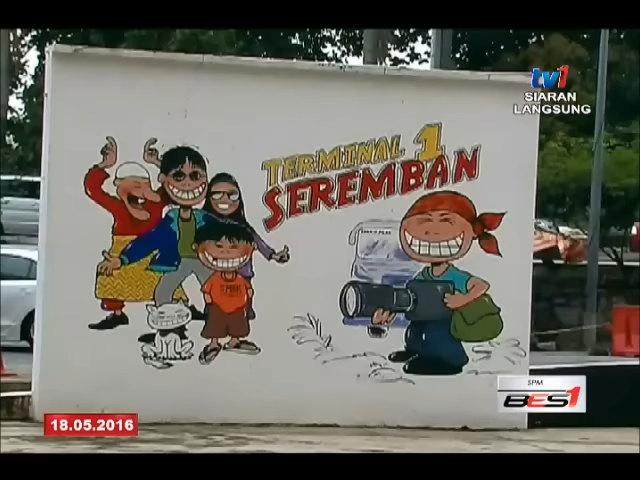 tv1
SIARAN
LANGSUNG
TERMINAL 1
SEREMBAN
SPM
BES1
18.05.2016